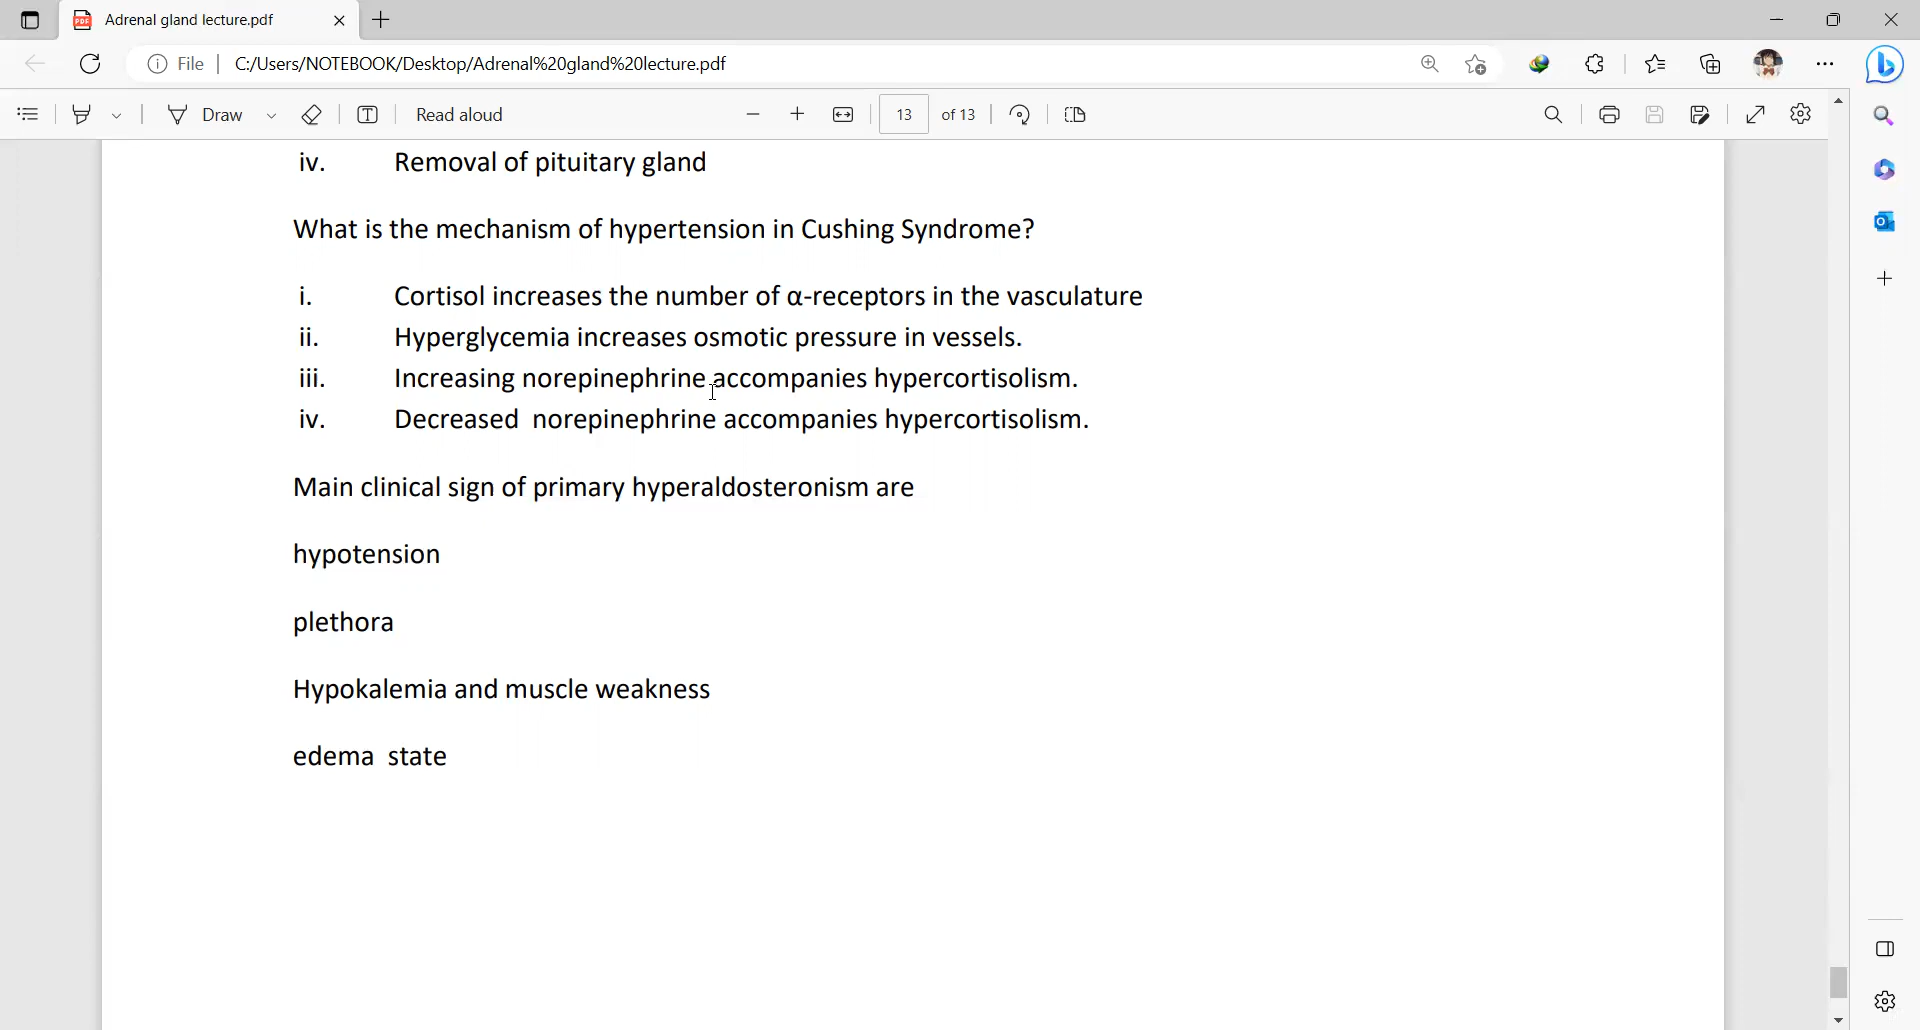 Adrenal gland lecture.pdf
File C:/Users/NOTEBOOK/Desktop/Adrenal%20gland%20lecture.pdf
Draw Read aloud 13 of 13
iv. Removal of pituitary gland
What is the mechanism of hypertension in Cushing Syndrome?
i. Cortisol increases the number of α-receptors in the vasculature
ii. Hyperglycemia increases osmotic pressure in vessels.
iii. Increasing norepinephrine accompanies hypercortisolism.
iv. Decreased  norepinephrine accompanies hypercortisolism.
Main clinical sign of primary hyperaldosteronism are
hypotension
plethora
Hypokalemia and muscle weakness
edema  state